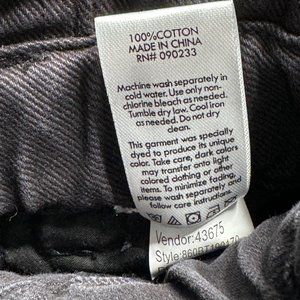 100%COTTON
MADE IN CHINA
RN# 090233
Machine wash separately in
cold water. Use only non-
chlorine bleach as needed.
Tumble dry low. Cool iron
as needed. Do not dry
clean.
This garment was specially
dyed to produce its unique
color. Take care, dark colors
may transfer onto light
colored clothing or other
items. To minimize fading,
wash separately and
follow care instructions.
Vendor:43675